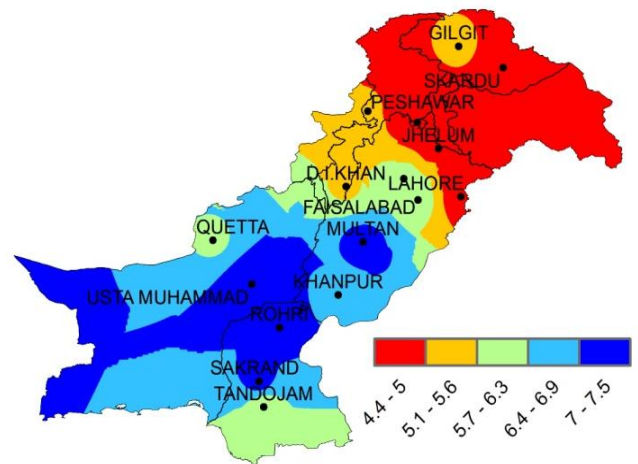 GILGIT
SKARDU
PESHAWAR
JHELUM
D.I.KHAN
LAHORE
FAISALABAD
QUETTA
MULTAN
USTA MUHAMMAD
KHANPUR
ROHRI
SAKRAND
TANDOJAM
4.4 - 5
5.1 - 5.6
5.7 - 6.3
6.4 - 6.9
7 - 7.5